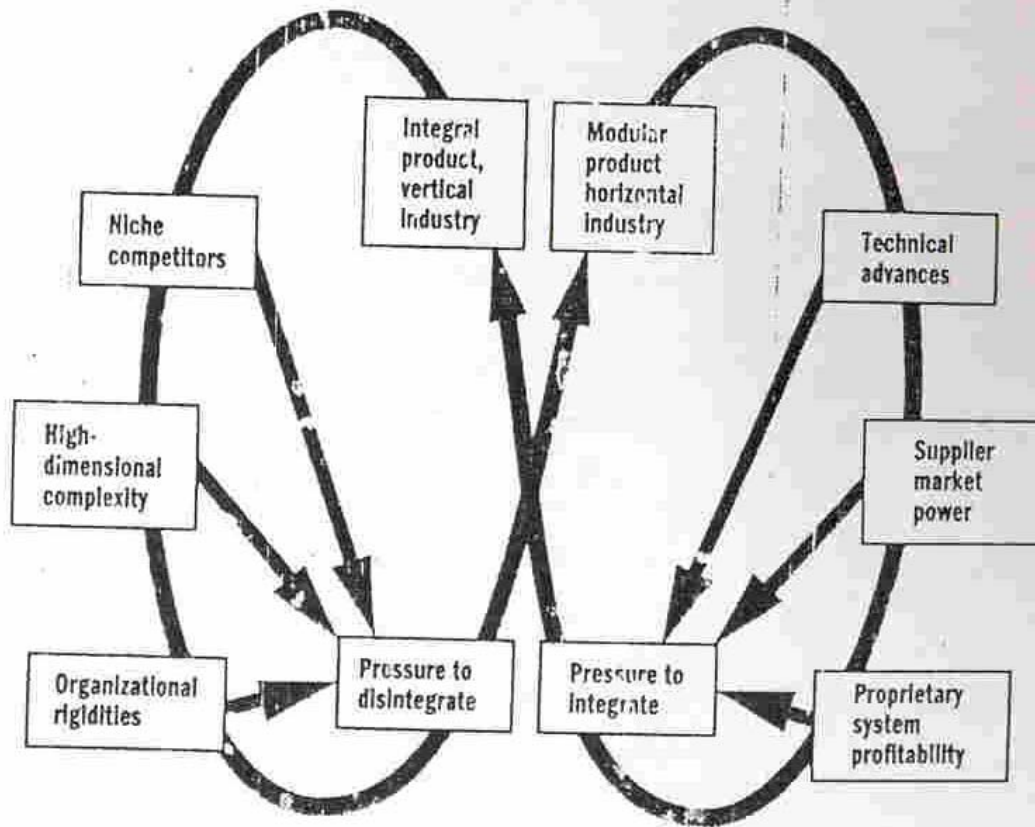 Integral
product,
vertical
industry
Modular
product
horizontal
industry
Niche
competitors
Technical
advances
High-
dimensional
complexity
Supplier
market
power
Organizational
rigidities
Pressure to
disintegrate
Pressure to
integrate
Proprietary
system
profitability